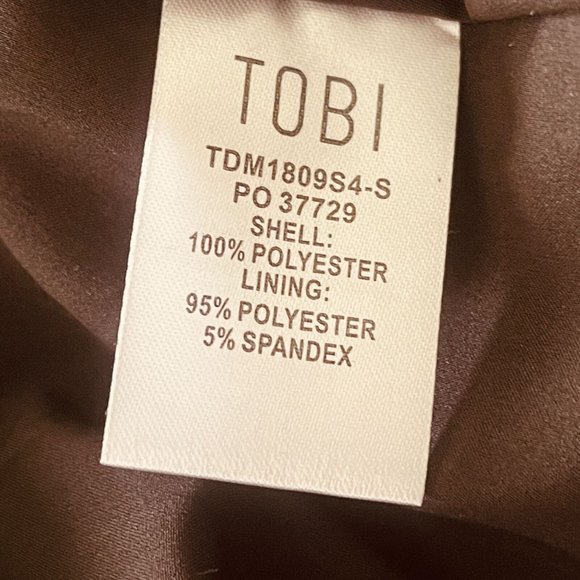 TOBI
TDM1809S4-S
PO 37729
SHELL:
100% POLYESTER
LINING:
95% POLYESTER
5% SPANDEX